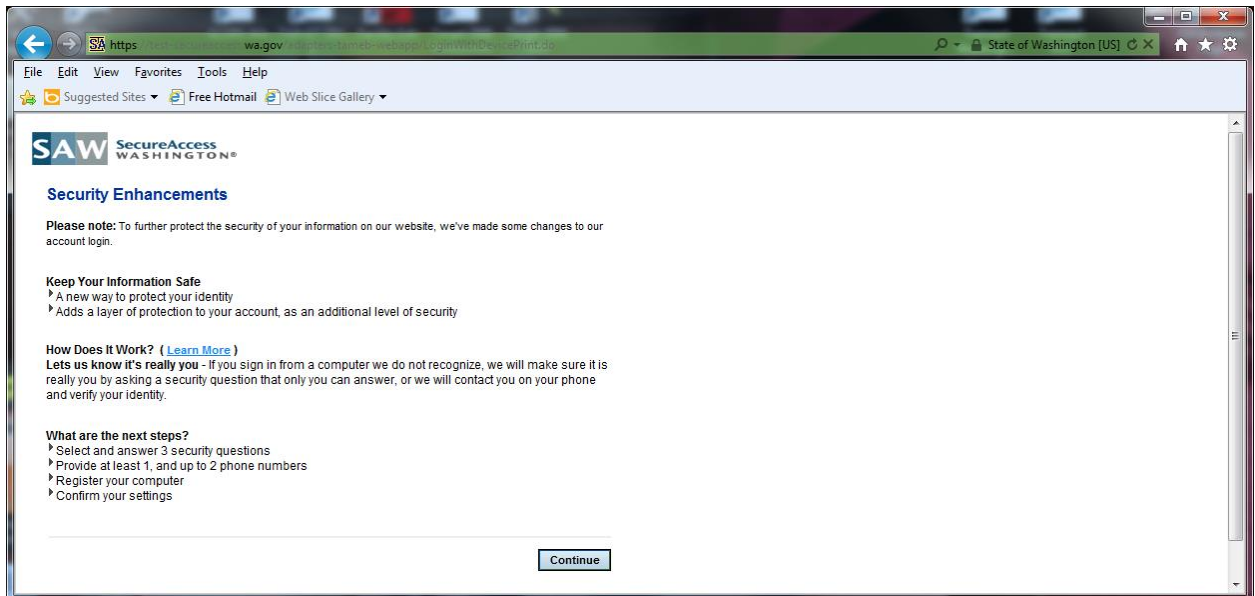 SA https wa.gov State of Washington [US]
File Edit View Favorites Tools Help
Suggested Sites Free Hotmail Web Slice Gallery
SAW SecureAccess
WASHINGTON®
Security Enhancements
Please note: To further protect the security of your information on our website, we've made some changes to our
account login.
Keep Your Information Safe
A new way to protect your identity
Adds a layer of protection to your account, as an additional level of security
How Does It Work? ( Learn More )
Lets us know it's really you - If you sign in from a computer we do not recognize, we will make sure it is
really you by asking a security question that only you can answer, or we will contact you on your phone
and verify your identity.
What are the next steps?
Select and answer 3 security questions
Provide at least 1, and up to 2 phone numbers
Register your computer
Confirm your settings
Continue